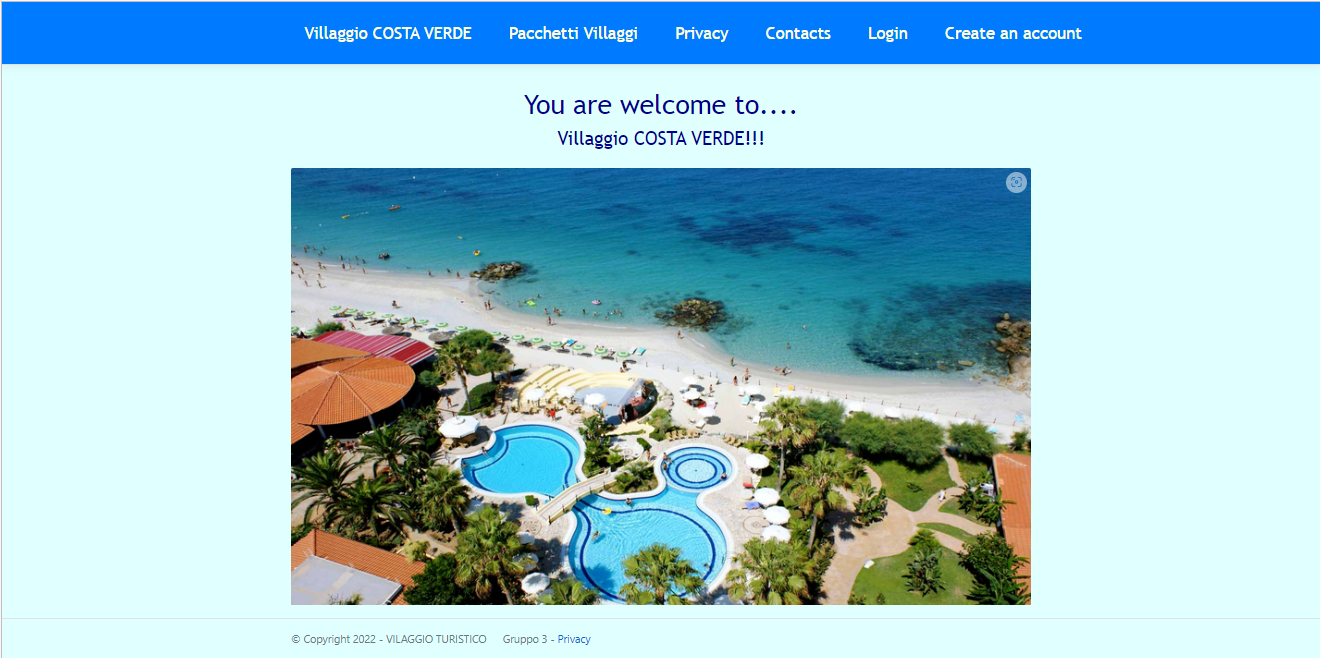 Villaggio COSTA VERDE Pacchetti Villaggi Privacy Contacts Login Create an account
You are welcome to....
Villaggio COSTA VERDE!!!
© Copyright 2022 - VILAGGIO TURISTICO Gruppo 3 - Privacy